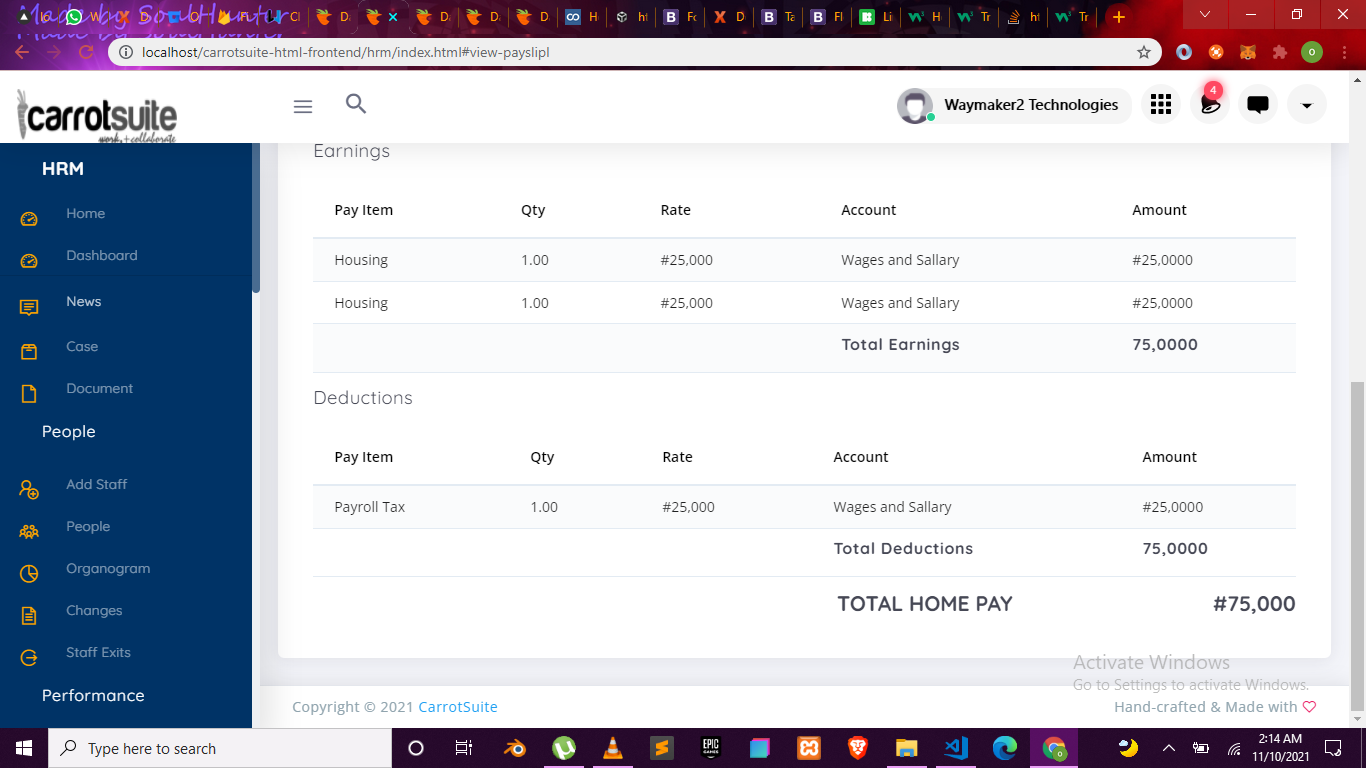 Made by SoulHunter
localhost/carrotsuite-html-frontend/hrm/index.html#view-payslipl
carrotsuite
work.+collaborate
Waymaker2 Technologies
4
HRM
Home
Dashboard
News
Case
Document
People
Add Staff
People
Organogram
Changes
Staff Exits
Performance
Earnings
Pay Item Qty Rate Account Amount
Housing 1.00 #25,000 Wages and Sallary #25,0000
Housing 1.00 #25,000 Wages and Sallary #25,0000
Total Earnings 75,0000
Deductions
Pay Item Qty Rate Account Amount
Payroll Tax 1.00 #25,000 Wages and Sallary #25,0000
Total Deductions 75,0000
TOTAL HOME PAY #75,000
Activate Windows
Go to Settings to activate Windows.
Copyright © 2021 CarrotSuite
Hand-crafted & Made with
Type here to search
EPIC GAMES
2:14 AM
11/10/2021